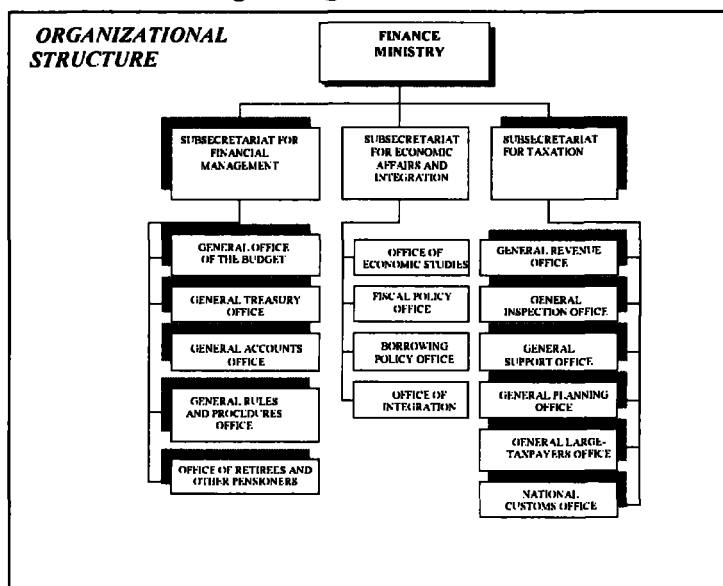 ORGANIZATIONAL
STRUCTURE
FINANCE
MINISTRY
SUBSECRETARIAT FOR
FINANCIAL
MANAGEMENT
SUBSECRETARIAT
FOR ECONOMIC
AFFAIRS AND
INTEGRATION
SUBSECRETARIAT
FOR TAXATION
GENERAL OFFICE
OF THE BUDGET
GENERAL TREASURY
OFFICE
GENERAL ACCOUNTS
OFFICE
GENERAL RULES
AND PROCEDURES
OFFICE
OFFICE OF RETIREES AND
OTHER PENSIONERS
OFFICE OF
ECONOMIC STUDIES
FISCAL POLICY
OFFICE
BORROWING
POLICY OFFICE
OFFICE OF
INTEGRATION
GENERAL REVENUE
OFFICE
GENERAL
INSPECTION OFFICE
GENERAL
SUPPORT OFFICE
GENERAL PLANNING
OFFICE
GENERAL LARGE-
TAXPAYERS OFFICE
NATIONAL
CUSTOMS OFFICE